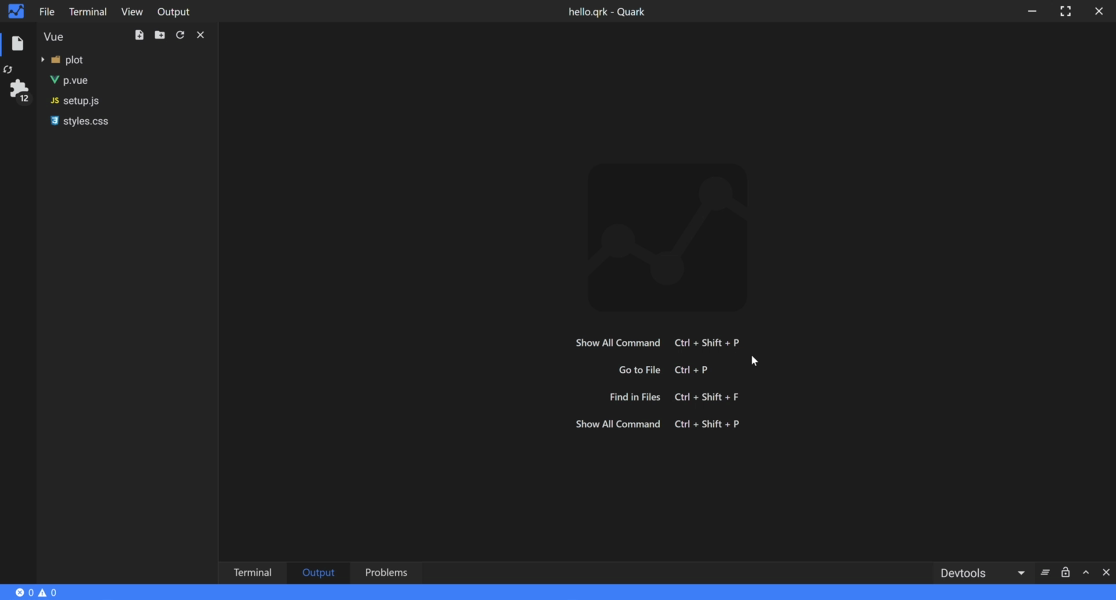 File Terminal View Output hello.qrk - Quark
Vue
plot
12
p.vue
JS setup.js
3 styles.css
Show All Command Ctrl + Shift + P
Go to File Ctrl + P
Find in Files Ctrl + Shift + F
Show All Command Ctrl + Shift + P
Terminal Output Problems Devtools
0 0